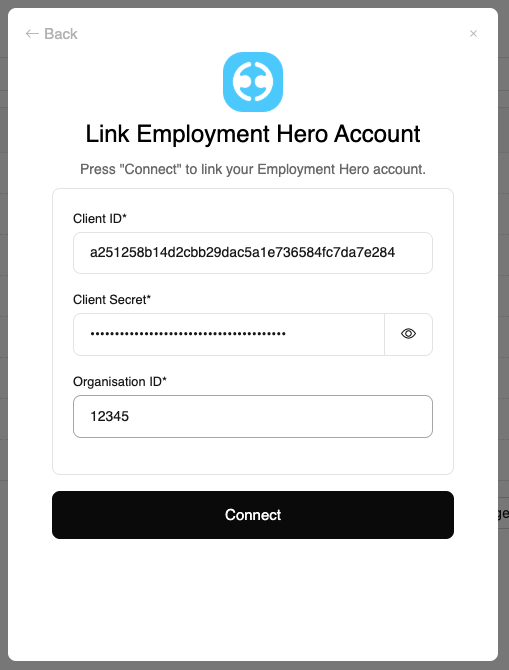 ← Back
×
Link Employment Hero Account
Press "Connect" to link your Employment Hero account.
Client ID*
a251258b14d2cbb29dac5a1e736584fc7da7e284
Client Secret*
••••••••••••••••••••••••••••••••••••••••
Organisation ID*
12345
Connect